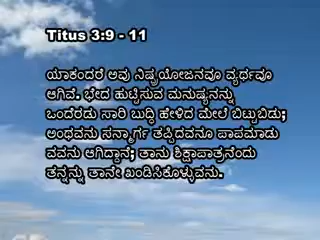 Titus 3:9 - 11
ಯಾಕಂದರೆ ಅವು ನಿಷ್ಪ್ರಯೋಜನವೂ ವ್ಯರ್ಥವೂ
ಆಗಿವೆ. ಭೇದ ಹುಟ್ಟಿಸುವ ಮನುಷ್ಯನನ್ನು
ಒಂದೆರಡು ಸಾರಿ ಬುದ್ಧಿ ಹೇಳಿದ ಮೇಲೆ ಬಿಟ್ಟುಬಿಡು;
ಅಂಥವನು ಸನ್ಮಾರ್ಗ ತಪ್ಪಿದವನೂ ಪಾಪಮಾಡು
ವವನು ಆಗಿದ್ದಾನೆ; ತಾನು ಶಿಕ್ಷಾಪಾತ್ರನೆಂದು
ತನ್ನನ್ನು ತಾನೇ ಖಂಡಿಸಿಕೊಳ್ಳುವನು.